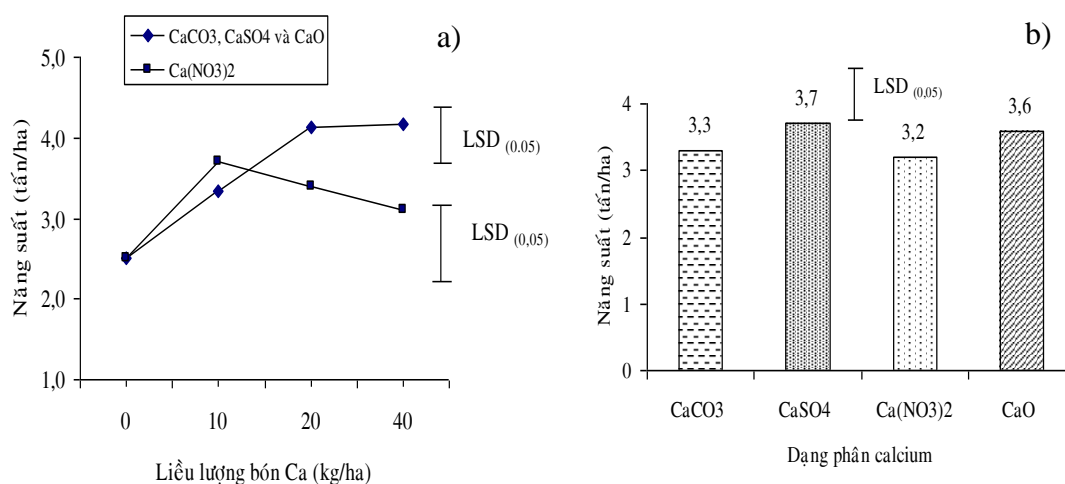 a)
CaCO3, CaSO4 và CaO
Ca(NO3)2
Năng suất (tấn/ha)
5,0
4,0
3,0
2,0
1,0
LSD (0.05)
LSD (0,05)
0 10 20 40
Liều lượng bón Ca (kg/ha)
b)
Năng suất (tấn/ha)
4
3
2
1
0
3,3
3,7
3,2
3,6
LSD (0,05)
CaCO3 CaSO4 Ca(NO3)2 CaO
Dạng phân calcium